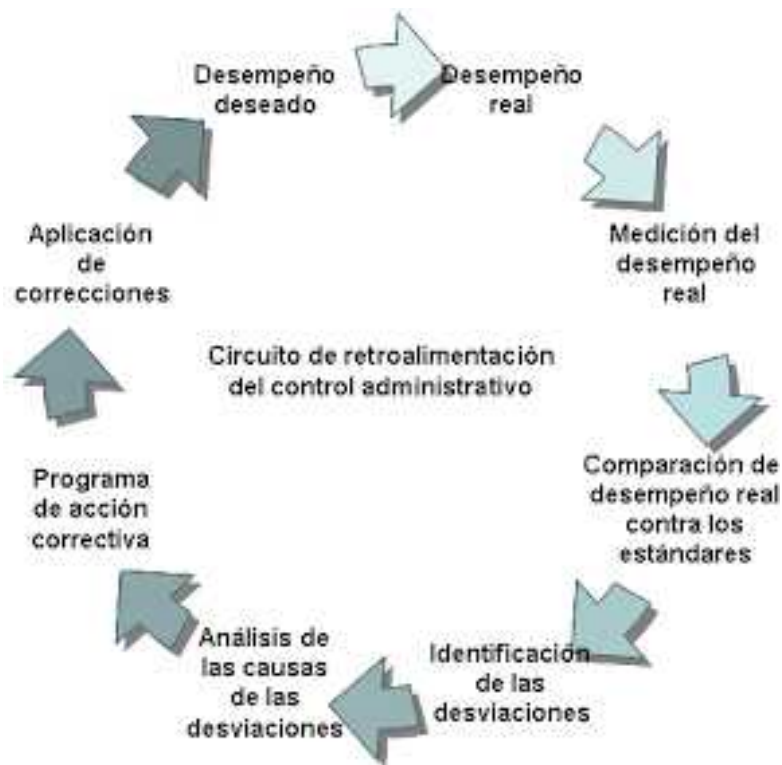 Desempeño
deseado
Desempeño
real
Medición del
desempeño
real
Comparación de
desempeño real
contra los
estándares
Identificación
de las
desviaciones
Análisis de
las causas
de las
desviaciones
Programa
de acción
correctiva
Aplicación
de
correcciones
Circuito de retroalimentación
del control administrativo